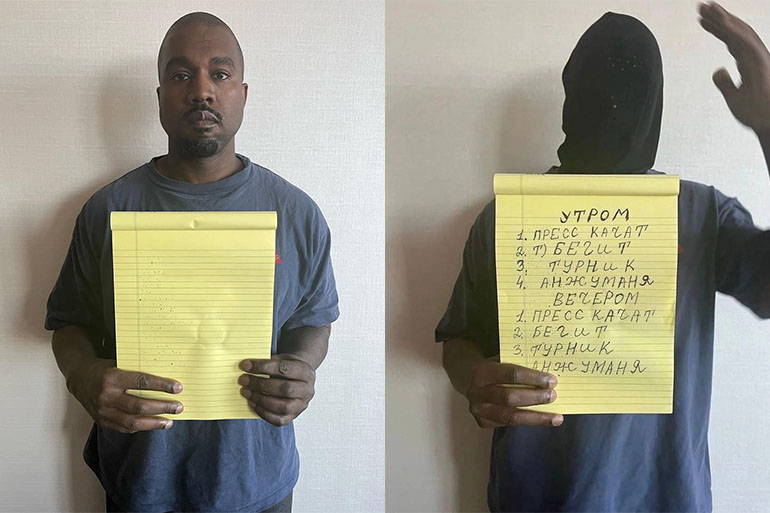 УТРОМ
1. ПРЕСС КАЧАТ
2. Т) БЕГИТ
3. ТУРНИК
4. АНЖУМАНЯ
ВЕЧЕРОМ
1. ПРЕСС КАЧАТ
2. БЕГИТ
3. ТУРНИК
АНЖУМАНЯ